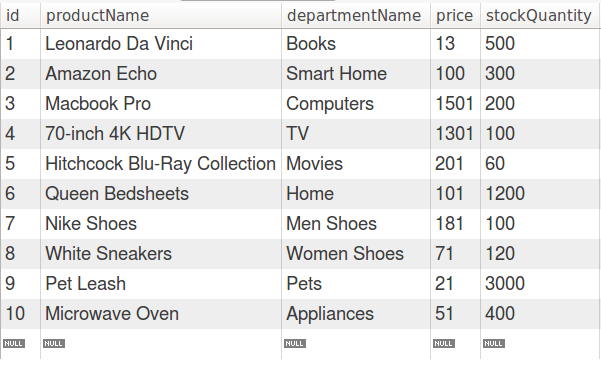 id productName departmentName price stockQuantity
1 Leonardo Da Vinci Books 13 500
2 Amazon Echo Smart Home 100 300
3 Macbook Pro Computers 1501 200
4 70-inch 4K HDTV TV 1301 100
5 Hitchcock Blu-Ray Collection Movies 201 60
6 Queen Bedsheets Home 101 1200
7 Nike Shoes Men Shoes 181 100
8 White Sneakers Women Shoes 71 120
9 Pet Leash Pets 21 3000
10 Microwave Oven Appliances 51 400
NULL NULL NULL NULL NULL